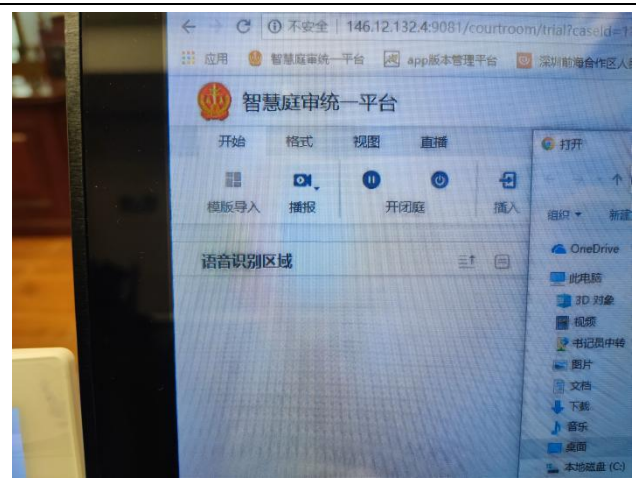 不安全 | 146.12.132.4:9081/courtroom/trial?caseId=1
应用 智慧庭审统一平台 app版本管理平台 深圳前海合作区人
智慧庭审统一平台
开始 格式 视图 直播
打开
模版导入 播报 开闭庭 插入
组织 新建
语音识别区域
OneDrive
此电脑
3D 对象
视频
书记员中转
图片
文档
下载
音乐
桌面
本地磁盘 (C:)